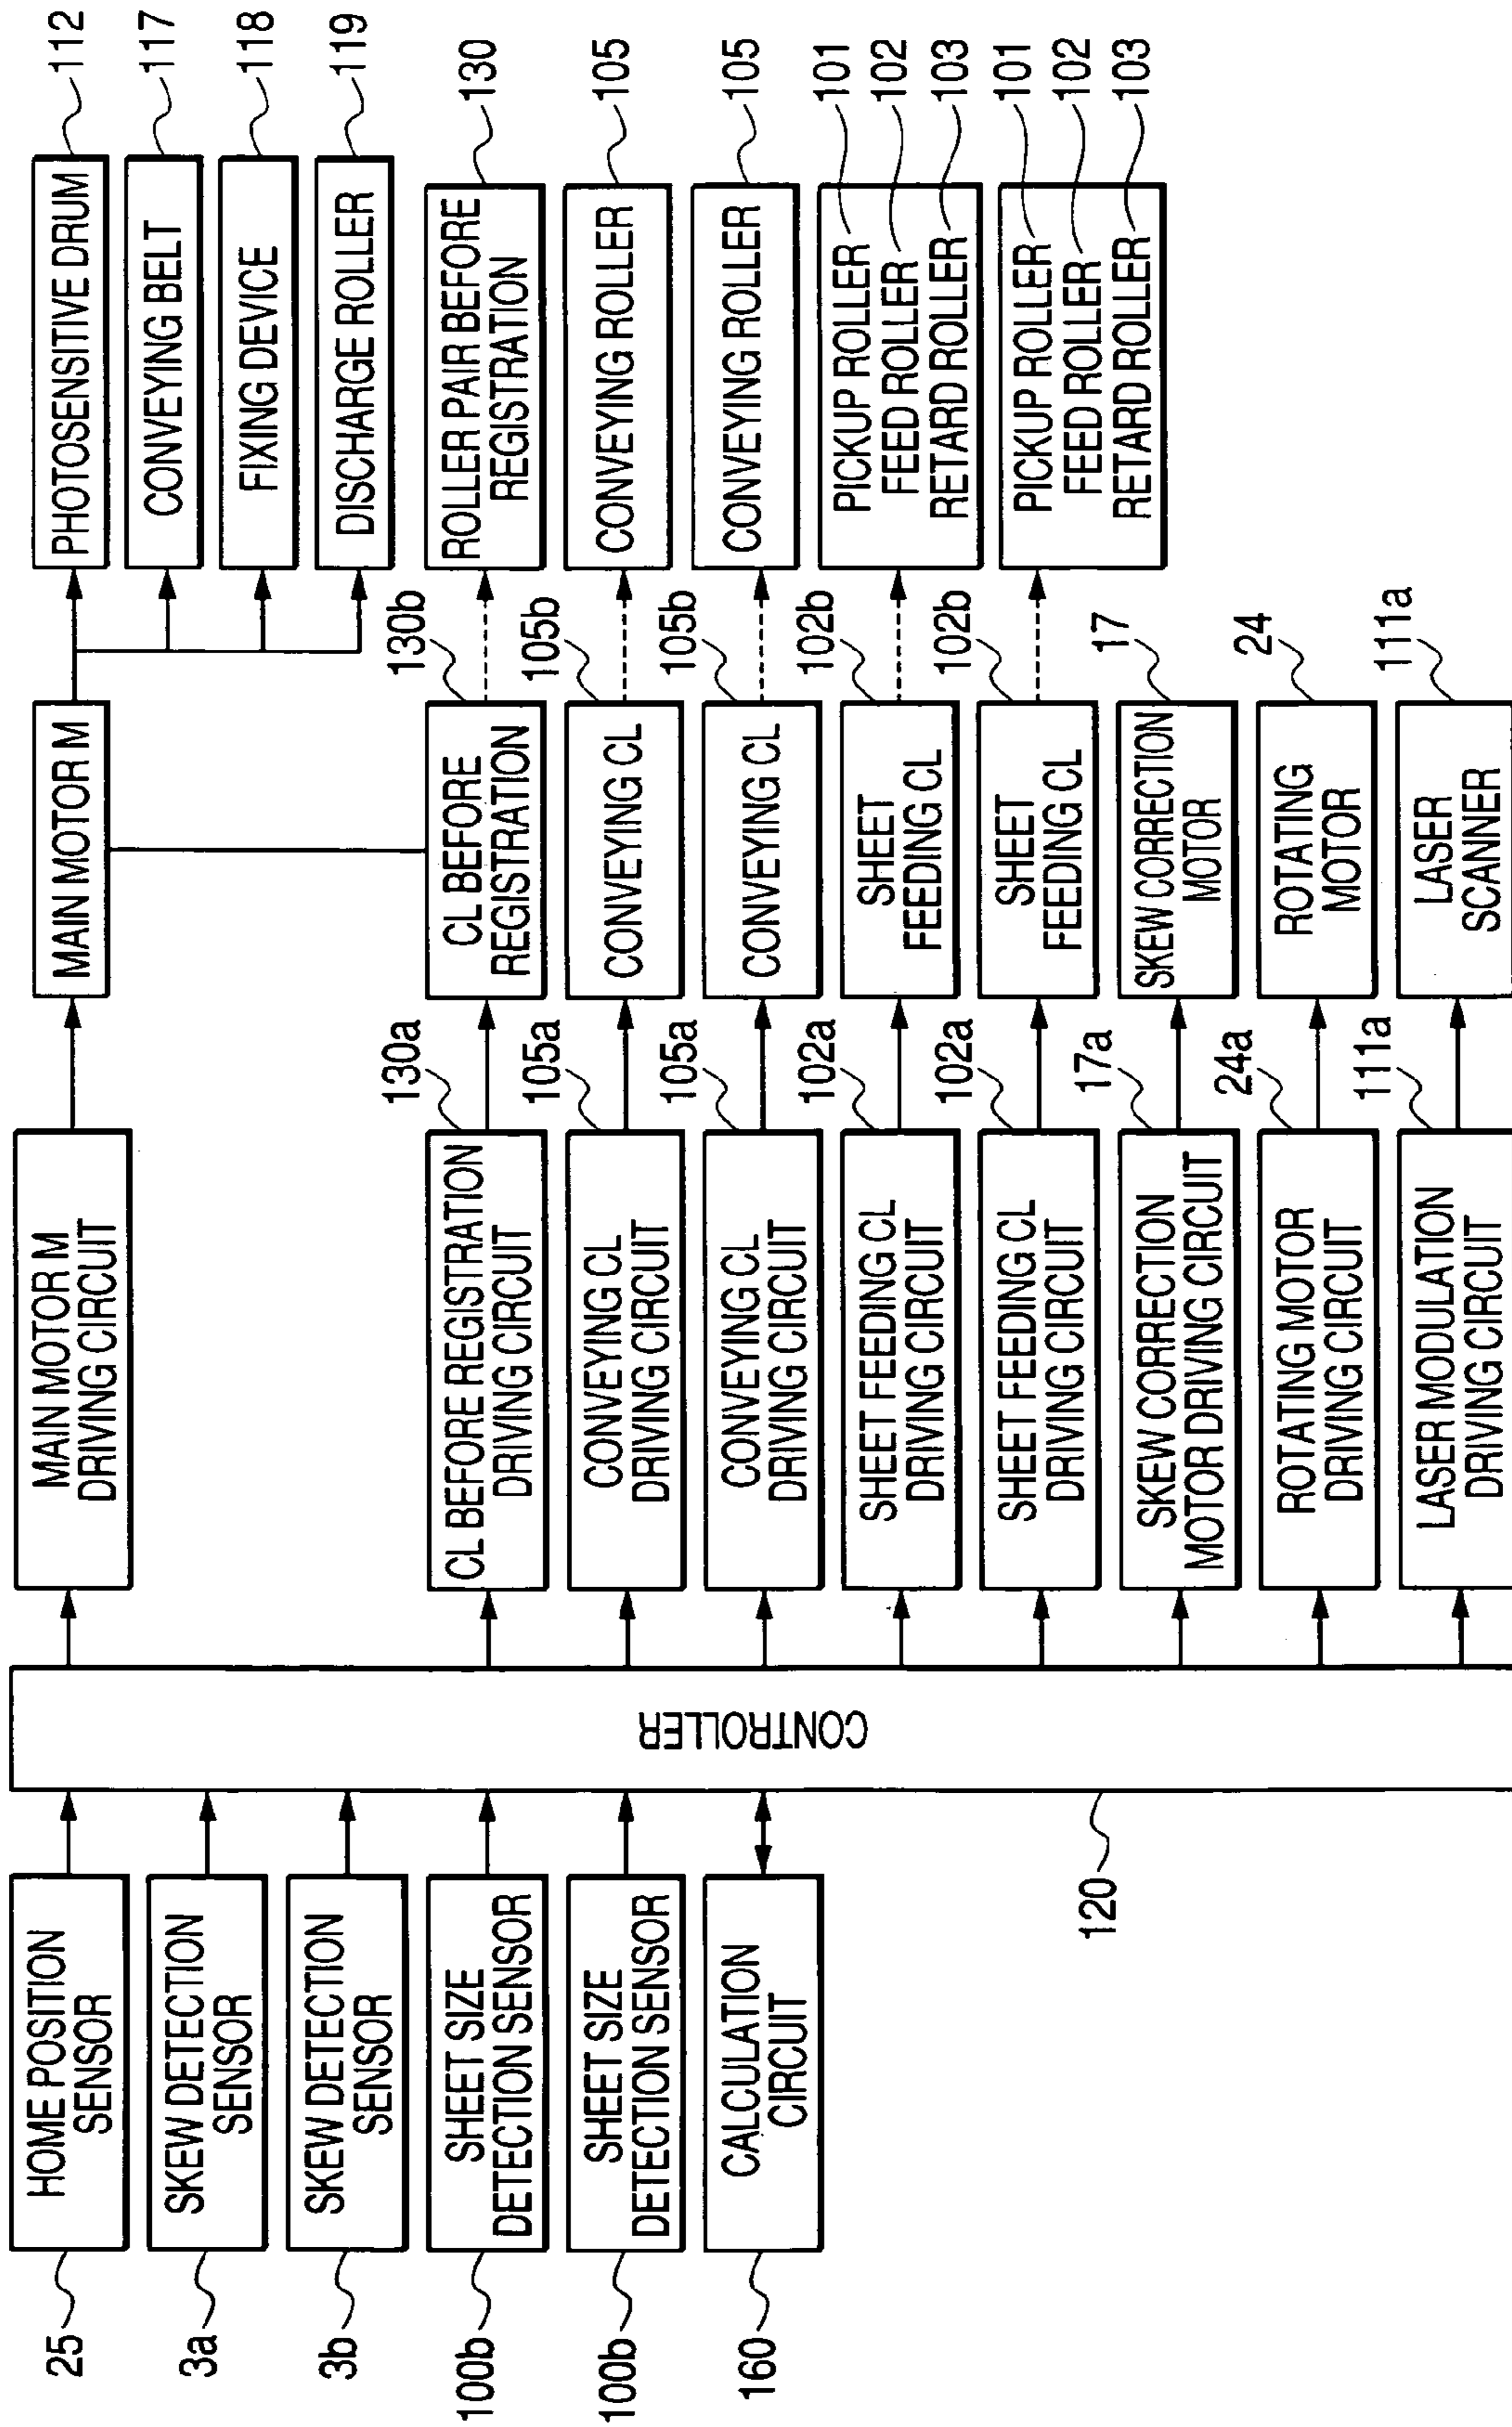 25
HOME POSITION
SENSOR
3a
SKEW DETECTION
SENSOR
3b
SKEW DETECTION
SENSOR
100b
SHEET SIZE
DETECTION SENSOR
100b
SHEET SIZE
DETECTION SENSOR
160
CALCULATION
CIRCUIT
CONTROLLER
120
MAIN MOTOR M
DRIVING CIRCUIT
130a
CL BEFORE REGISTRATION
DRIVING CIRCUIT
105a
CONVEYING CL
DRIVING CIRCUIT
105a
CONVEYING CL
DRIVING CIRCUIT
102a
SHEET FEEDING CL
DRIVING CIRCUIT
102a
SHEET FEEDING CL
DRIVING CIRCUIT
17a
SKEW CORRECTION
MOTOR DRIVING CIRCUIT
24a
ROTATING MOTOR
DRIVING CIRCUIT
111a
LASER MODULATION
DRIVING CIRCUIT
MAIN MOTOR M
130b
CL BEFORE
REGISTRATION
105b
CONVEYING CL
105b
CONVEYING CL
102b
SHEET
FEEDING CL
102b
SHEET
FEEDING CL
17
SKEW CORRECTION
MOTOR
24
ROTATING
MOTOR
111a
LASER
SCANNER
PHOTOSENSITIVE DRUM
112
CONVEYING BELT
117
FIXING DEVICE
118
DISCHARGE ROLLER
119
ROLLER PAIR BEFORE
REGISTRATION
130
CONVEYING ROLLER
105
CONVEYING ROLLER
105
PICKUP ROLLER 101
FEED ROLLER 102
RETARD ROLLER 103
PICKUP ROLLER 101
FEED ROLLER 102
RETARD ROLLER 103